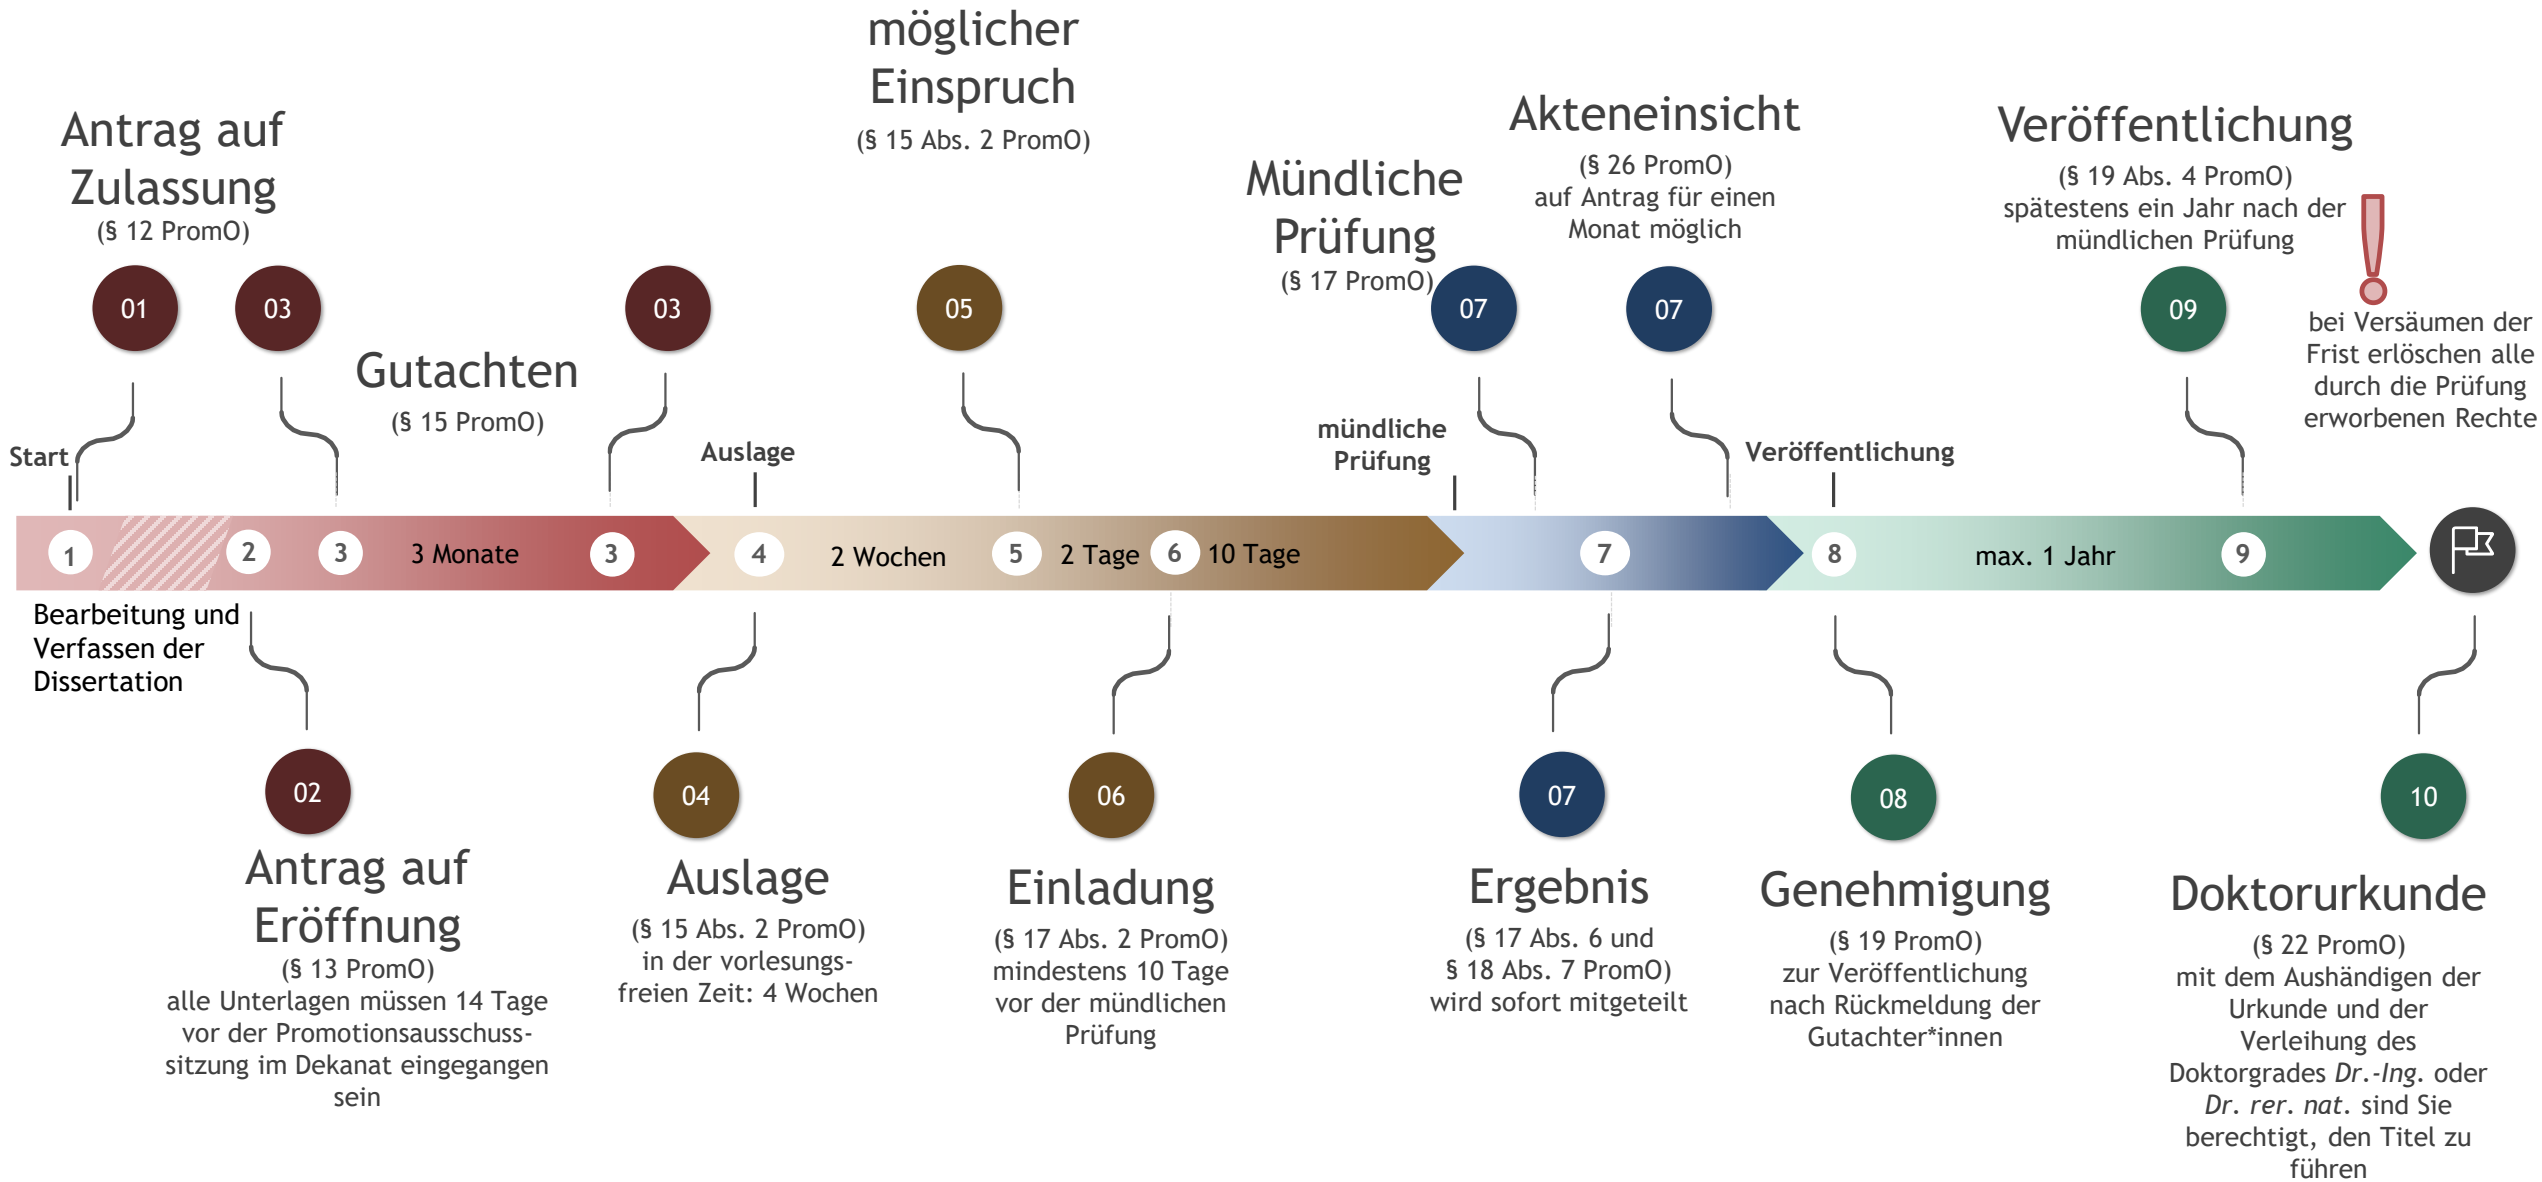 möglicher
Einspruch
(§ 15 Abs. 2 PromO)
Antrag auf
Zulassung
(§ 12 PromO)
Mündliche
Prüfung
(§ 17 PromO)
Akteneinsicht
(§ 26 PromO)
auf Antrag für einen
Monat möglich
Veröffentlichung
(§ 19 Abs. 4 PromO)
spätestens ein Jahr nach der
mündlichen Prüfung
bei Versäumen der
Frist erlöschen alle
durch die Prüfung
erworbenen Rechte
01
03
03
05
07
07
09
Gutachten
(§ 15 PromO)
Start
Auslage
mündliche
Prüfung
Veröffentlichung
1
2
3
3 Monate
3
4
2 Wochen
5
2 Tage
6
10 Tage
7
8
max. 1 Jahr
9
Bearbeitung und
Verfassen der
Dissertation
02
04
06
07
08
10
Antrag auf
Eröffnung
(§ 13 PromO)
alle Unterlagen müssen 14 Tage
vor der Promotionsausschuss-
sitzung im Dekanat eingegangen
sein
Auslage
(§ 15 Abs. 2 PromO)
in der vorlesungs-
freien Zeit: 4 Wochen
Einladung
(§ 17 Abs. 2 PromO)
mindestens 10 Tage
vor der mündlichen
Prüfung
Ergebnis
(§ 17 Abs. 6 und
§ 18 Abs. 7 PromO)
wird sofort mitgeteilt
Genehmigung
(§ 19 PromO)
zur Veröffentlichung
nach Rückmeldung der
Gutachter*innen
Doktorurkunde
(§ 22 PromO)
mit dem Aushändigen der
Urkunde und der
Verleihung des
Doktorgrades Dr.-Ing. oder
Dr. rer. nat. sind Sie
berechtigt, den Titel zu
führen